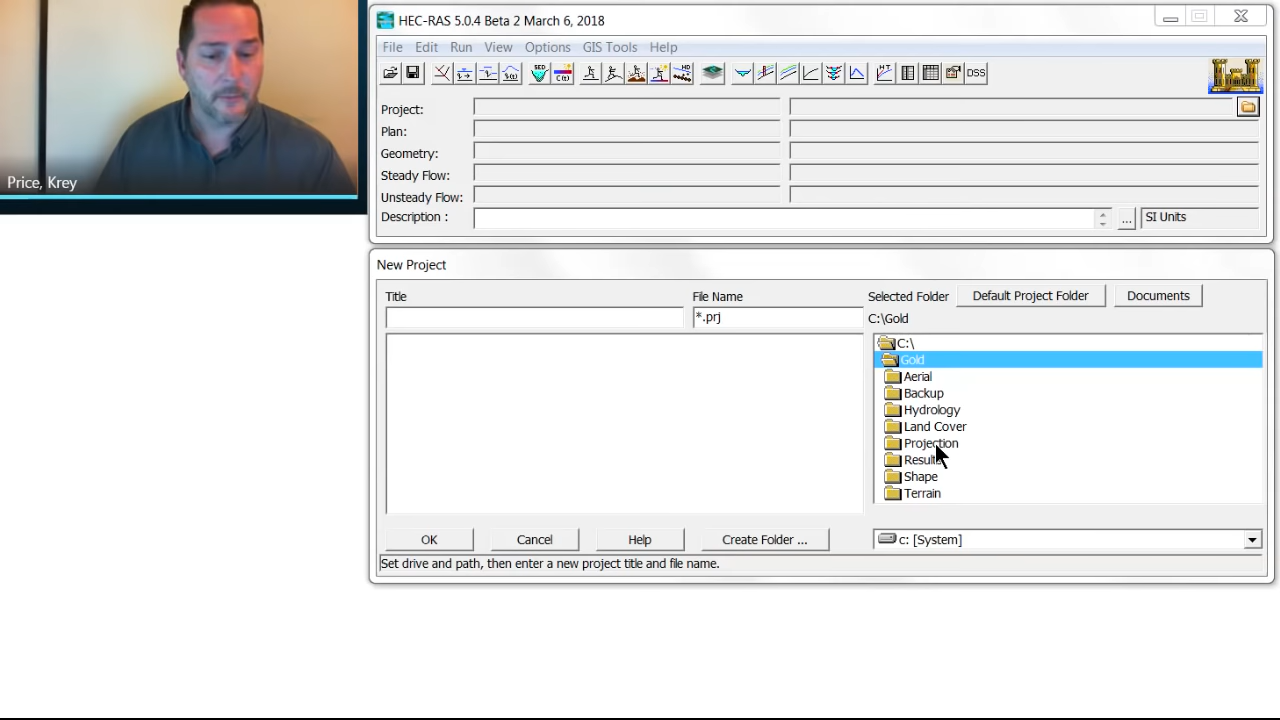 HEC-RAS 5.0.4 Beta 2 March 6, 2018
File Edit Run View Options GIS Tools Help
SED
DSS
Project:
Plan:
Geometry:
Steady Flow:
Unsteady Flow:
Description :
... SI Units
Price, Krey
New Project
Title File Name Selected Folder Default Project Folder Documents
*.prj C:\Gold
C:\
Gold
Aerial
Backup
Hydrology
Land Cover
Projection
Results
Shape
Terrain
OK Cancel Help Create Folder ... c: [System]
Set drive and path, then enter a new project title and file name.